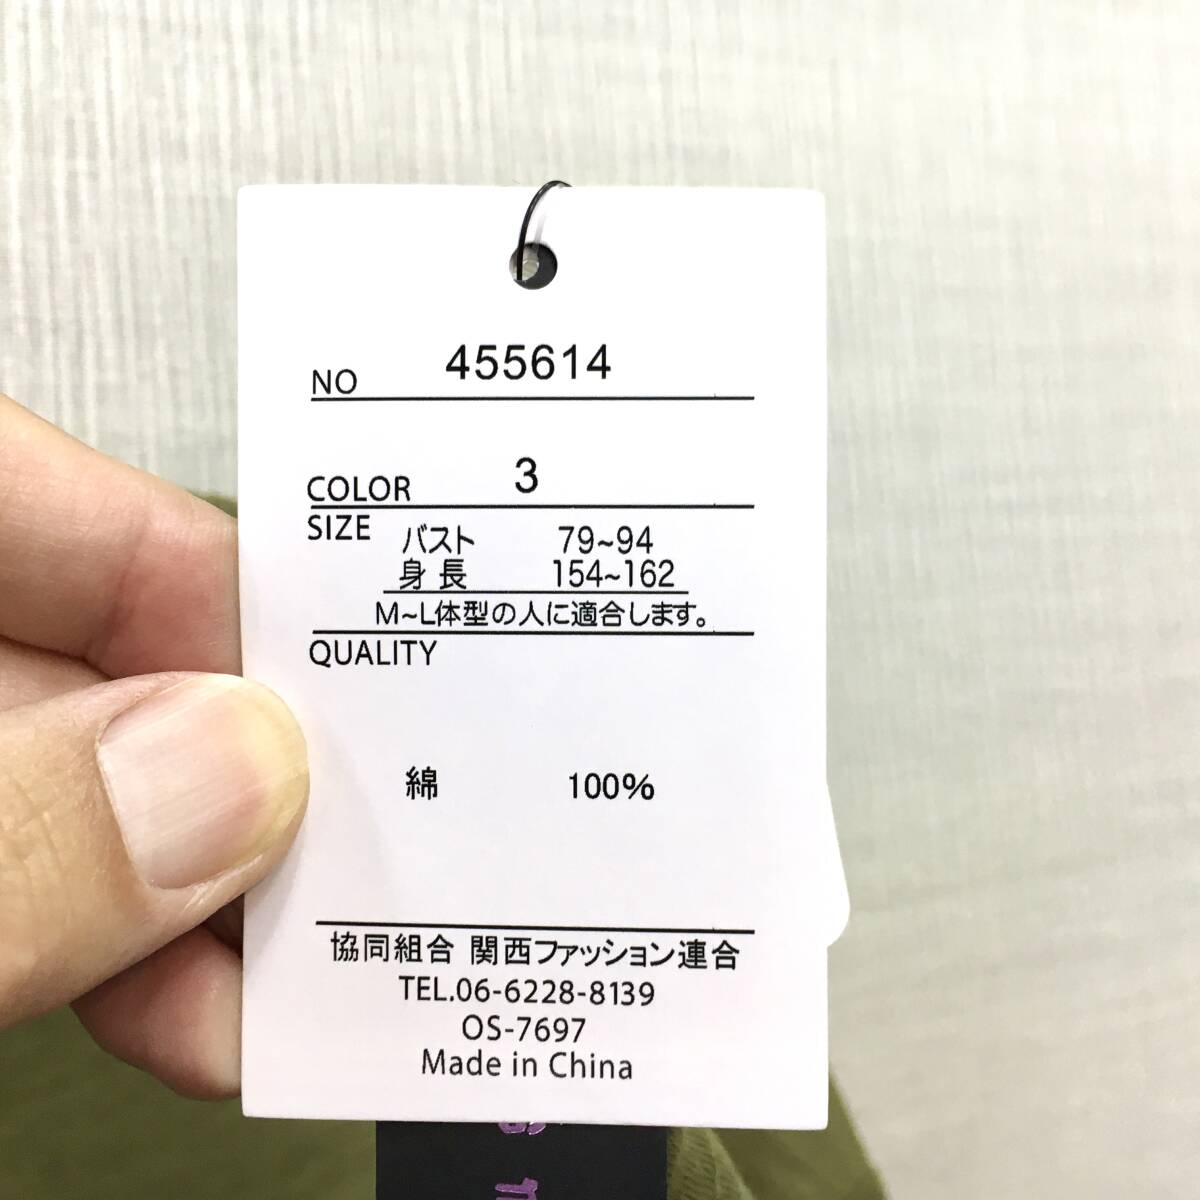 NO 455614
COLOR 3
SIZE バスト 79~94
身長 154~162
M~L体型の人に適合します。
QUALITY
綿 100%
協同組合 関西ファッション連合
TEL.06-6228-8139
OS-7697
Made in China